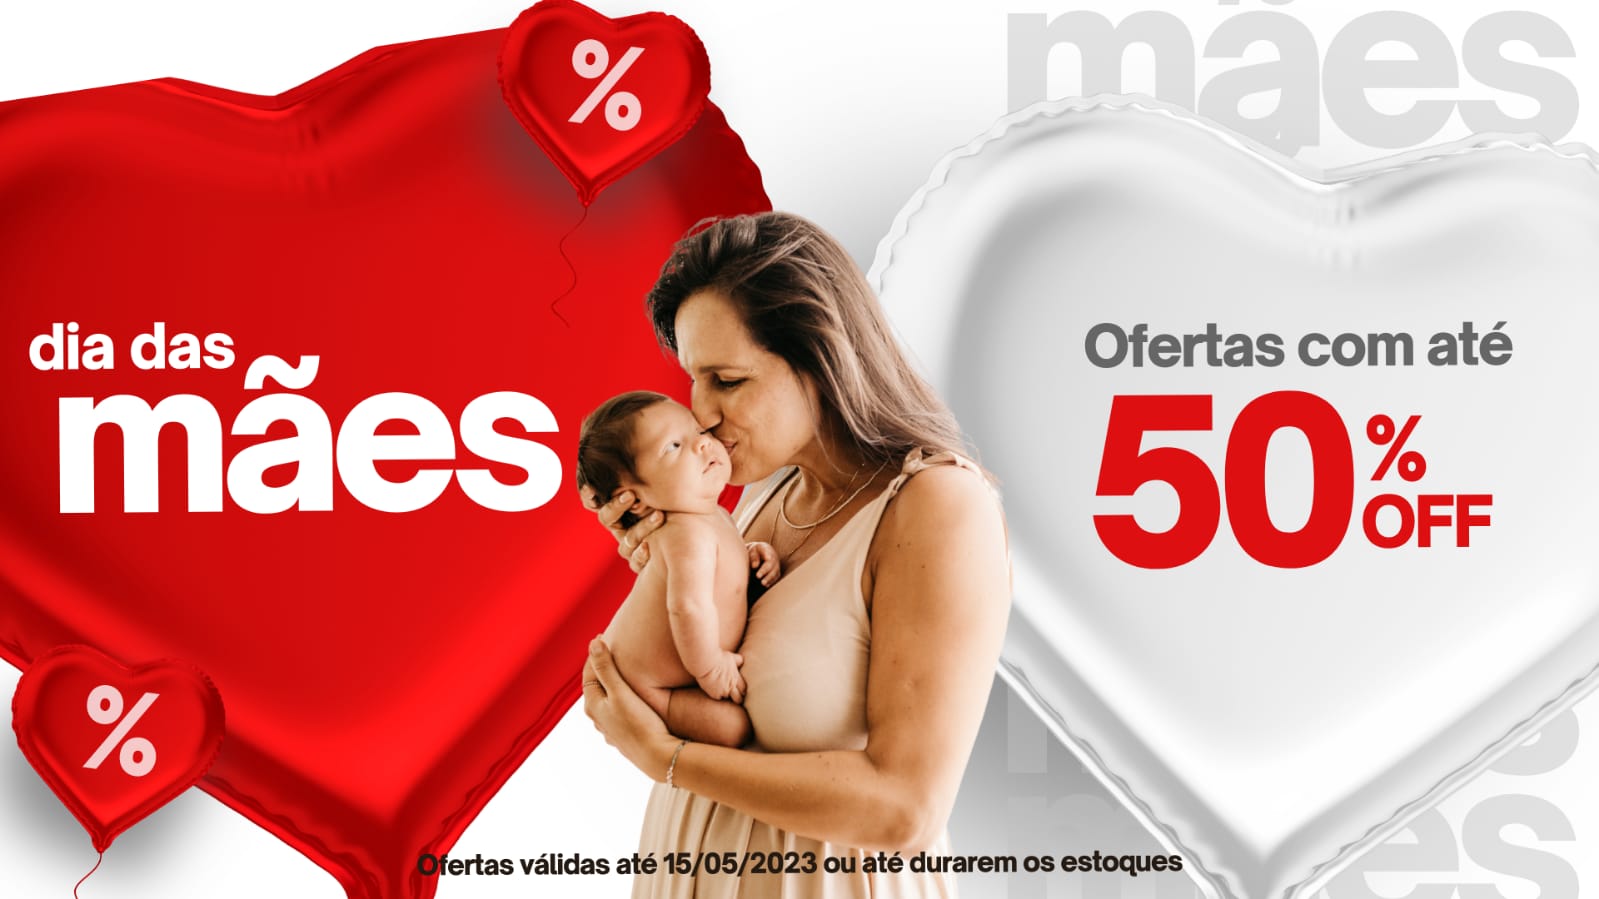 mães
%
dia das
mães
Ofertas com até
50% OFF
%
mães
Ofertas válidas até 15/05/2023 ou até durarem os estoques